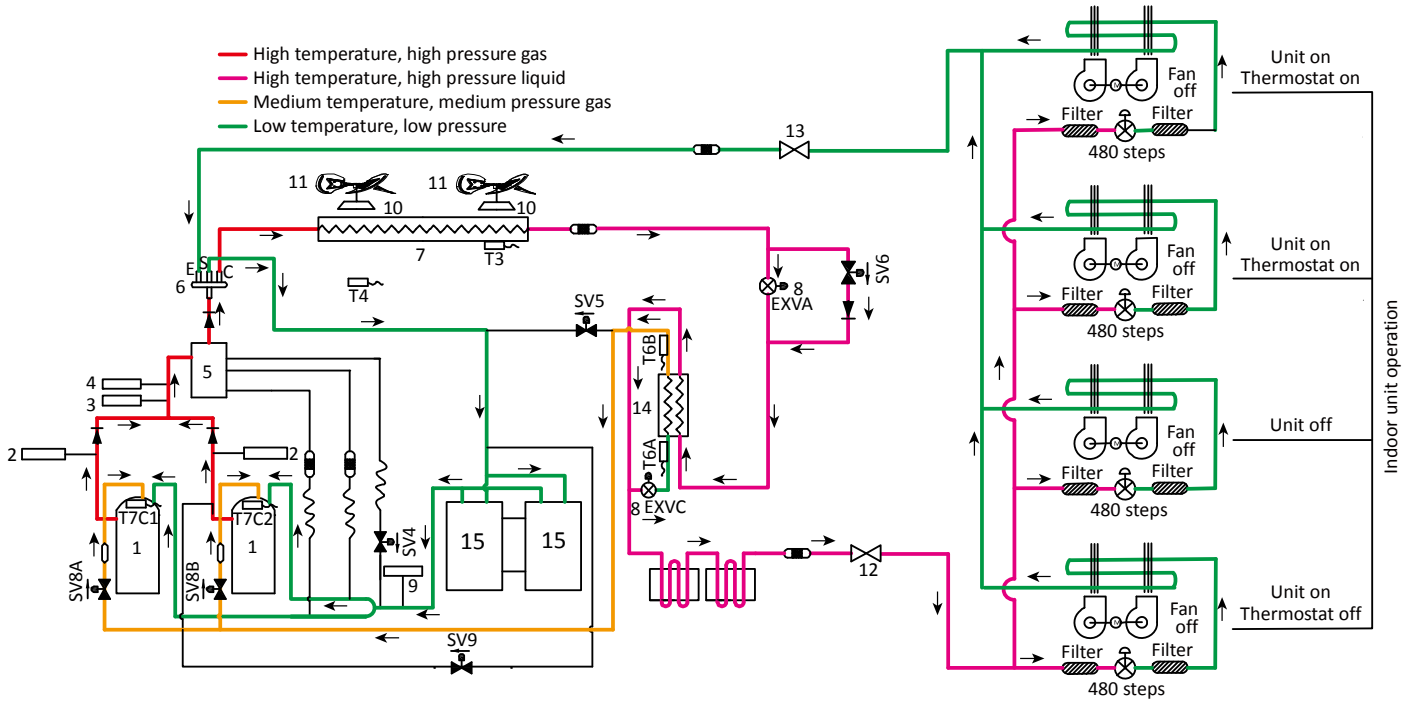 High temperature, high pressure gas
High temperature, high pressure liquid
Medium temperature, medium pressure gas
Low temperature, low pressure
13
11
11
10
10
7
T3
T4
E
S
C
6
SV5
8
EXVA
SV6
T6B
14
T6A
8
EXVC
5
4
3
2
2
T7C1
1
T7C2
1
SV8A
SV8B
SV4
9
15
15
SV9
12
M
Fan
off
Filter
Filter
480 steps
Unit on
Thermostat on
M
Fan
off
Filter
Filter
480 steps
Unit on
Thermostat on
M
Fan
off
Filter
Filter
480 steps
Unit off
M
Fan
off
Filter
Filter
480 steps
Unit on
Thermostat off
Indoor unit operation